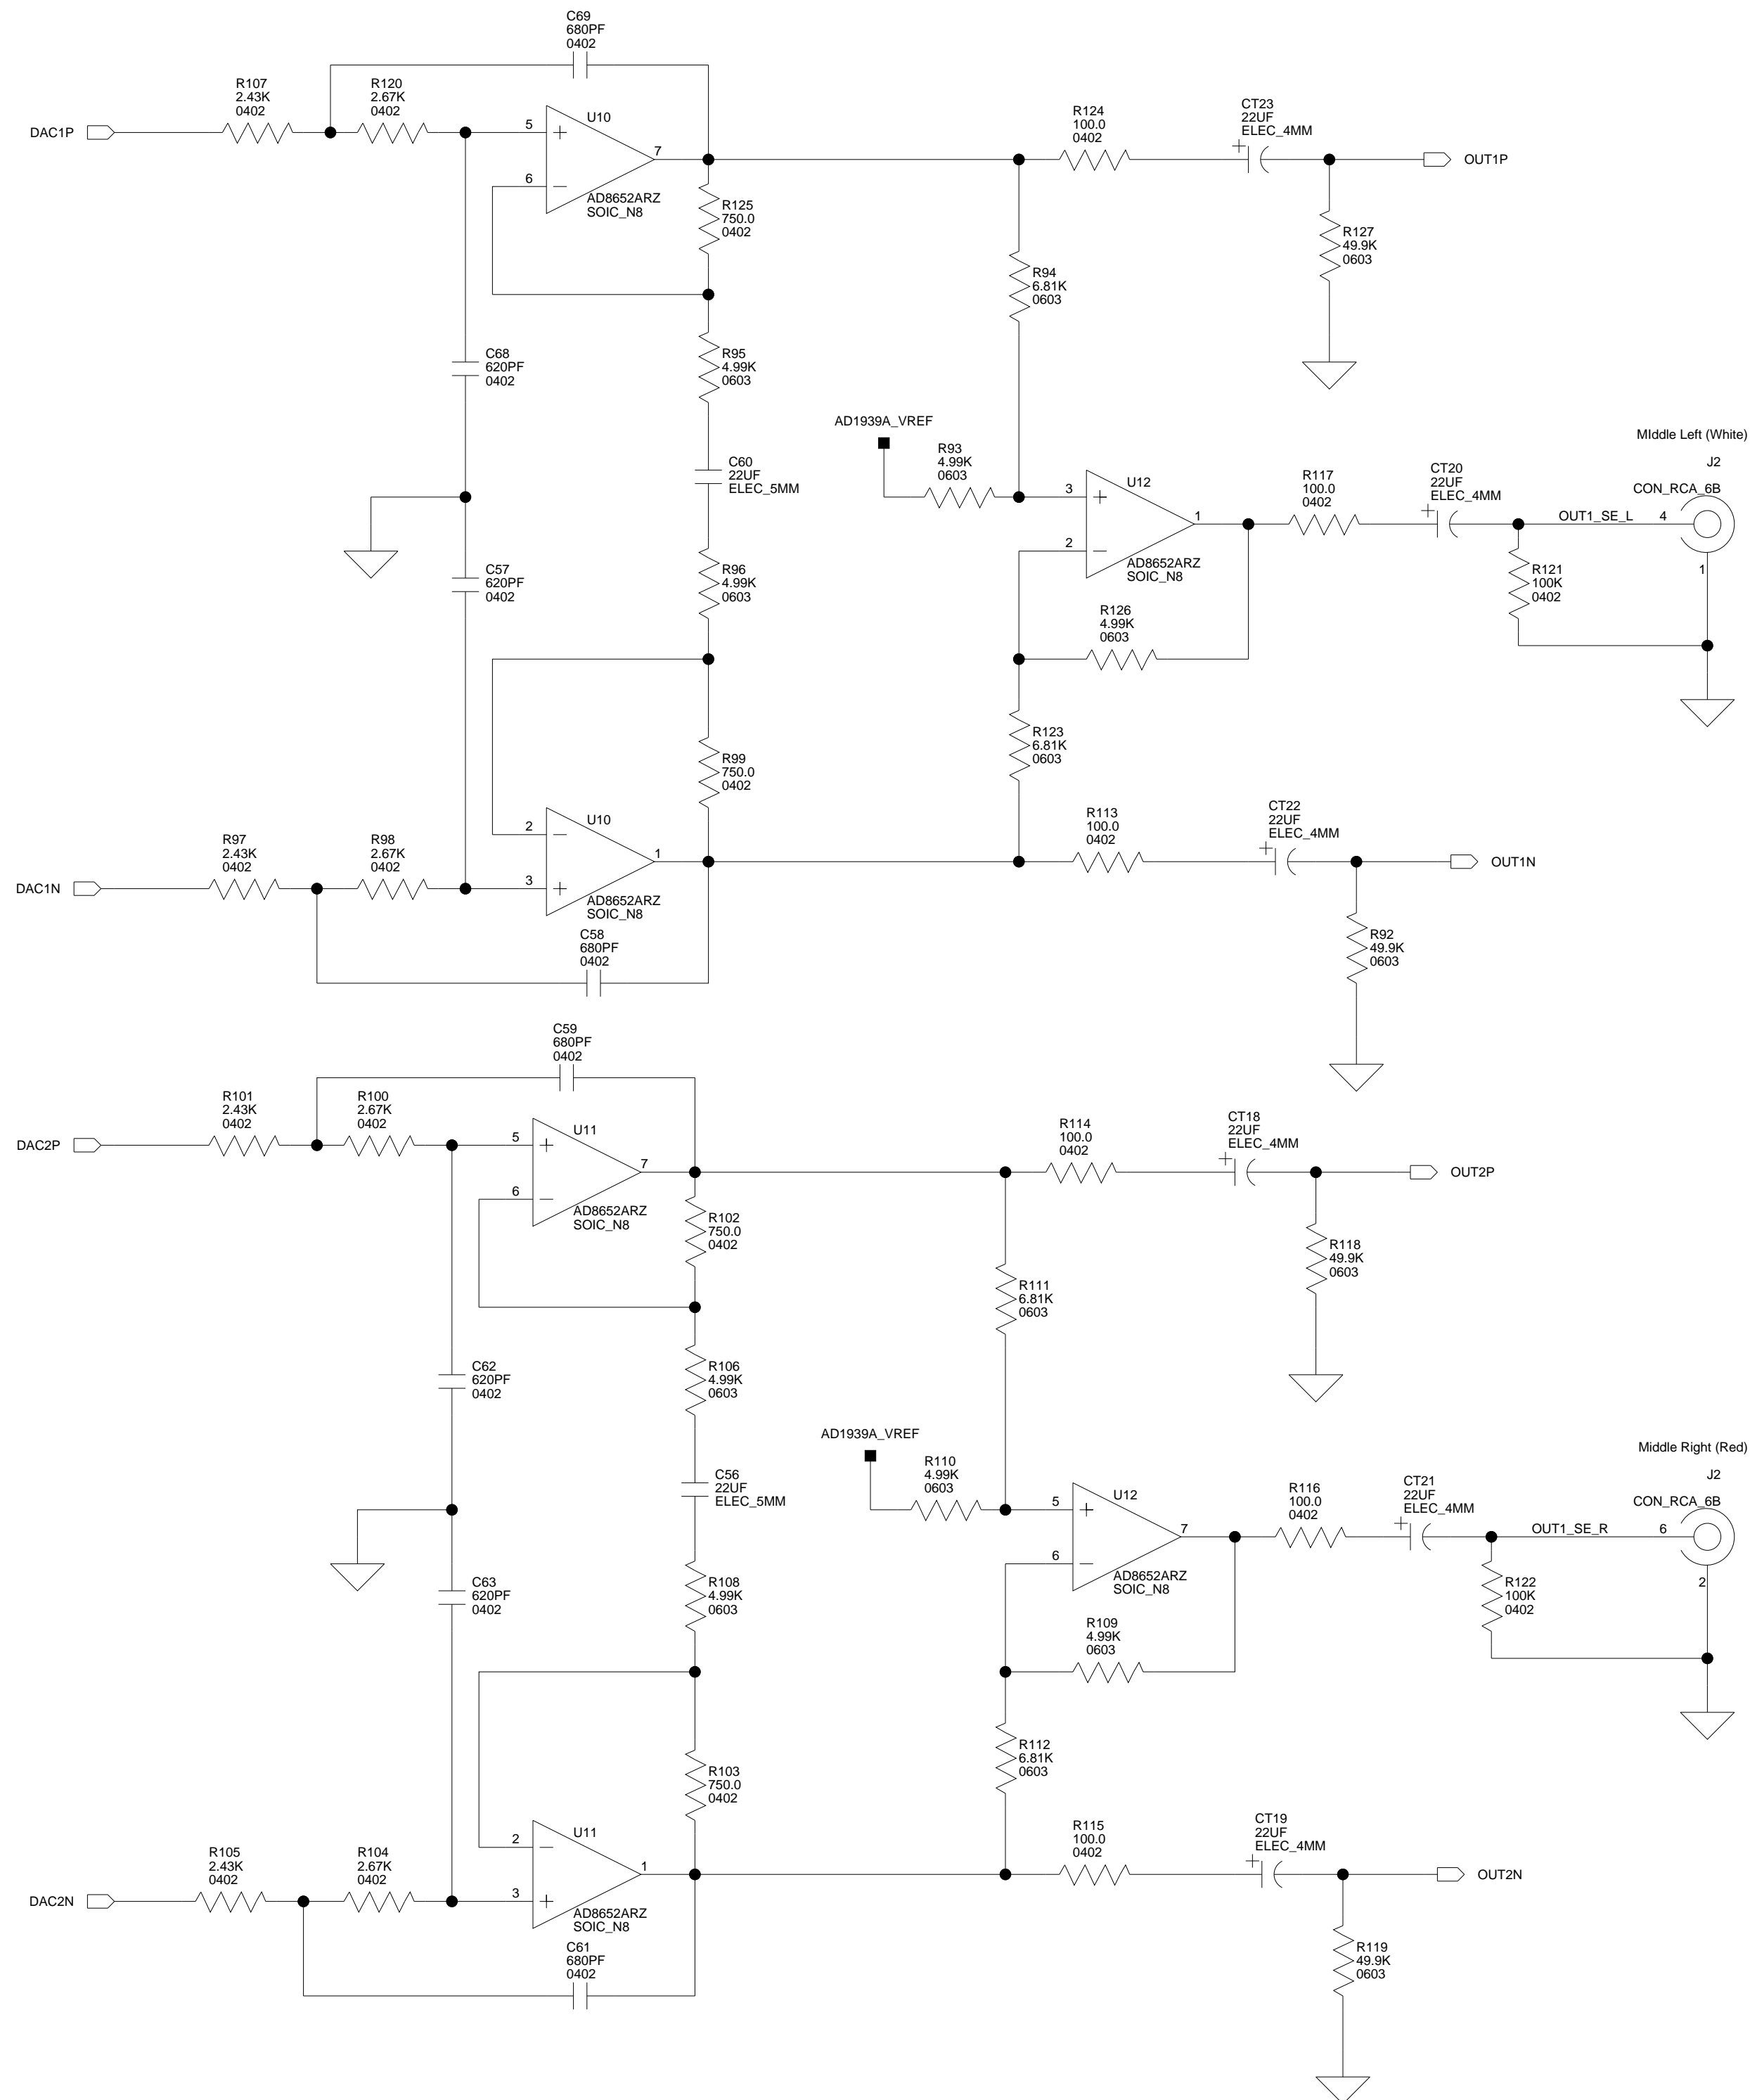 C69
680PF
0402
R107
2.43K
0402
R120
2.67K
0402
DAC1P
5
U10
7
6
AD8652ARZ
SOIC_N8
R124
100.0
0402
CT23
22UF
ELEC_4MM
OUT1P
R125
750.0
0402
R127
49.9K
0603
R94
6.81K
0603
C68
620PF
0402
R95
4.99K
0603
AD1939A_VREF
R93
4.99K
0603
C60
22UF
ELEC_5MM
3
U12
1
2
AD8652ARZ
SOIC_N8
R117
100.0
0402
CT20
22UF
ELEC_4MM
MIddle Left (White)
J2
CON_RCA_6B
OUT1_SE_L
4
1
R121
100K
0402
C57
620PF
0402
R96
4.99K
0603
R126
4.99K
0603
R99
750.0
0402
R123
6.81K
0603
R97
2.43K
0402
R98
2.67K
0402
DAC1N
2
U10
1
3
AD8652ARZ
SOIC_N8
R113
100.0
0402
CT22
22UF
ELEC_4MM
OUT1N
C58
680PF
0402
R92
49.9K
0603
C59
680PF
0402
R101
2.43K
0402
R100
2.67K
0402
DAC2P
5
U11
7
6
AD8652ARZ
SOIC_N8
R114
100.0
0402
CT18
22UF
ELEC_4MM
OUT2P
R102
750.0
0402
R118
49.9K
0603
R111
6.81K
0603
C62
620PF
0402
R106
4.99K
0603
AD1939A_VREF
R110
4.99K
0603
C56
22UF
ELEC_5MM
5
U12
7
6
AD8652ARZ
SOIC_N8
R116
100.0
0402
CT21
22UF
ELEC_4MM
Middle Right (Red)
J2
CON_RCA_6B
OUT1_SE_R
6
2
R122
100K
0402
C63
620PF
0402
R108
4.99K
0603
R109
4.99K
0603
R103
750.0
0402
R112
6.81K
0603
R105
2.43K
0402
R104
2.67K
0402
DAC2N
2
U11
1
3
AD8652ARZ
SOIC_N8
R115
100.0
0402
CT19
22UF
ELEC_4MM
OUT2N
C61
680PF
0402
R119
49.9K
0603